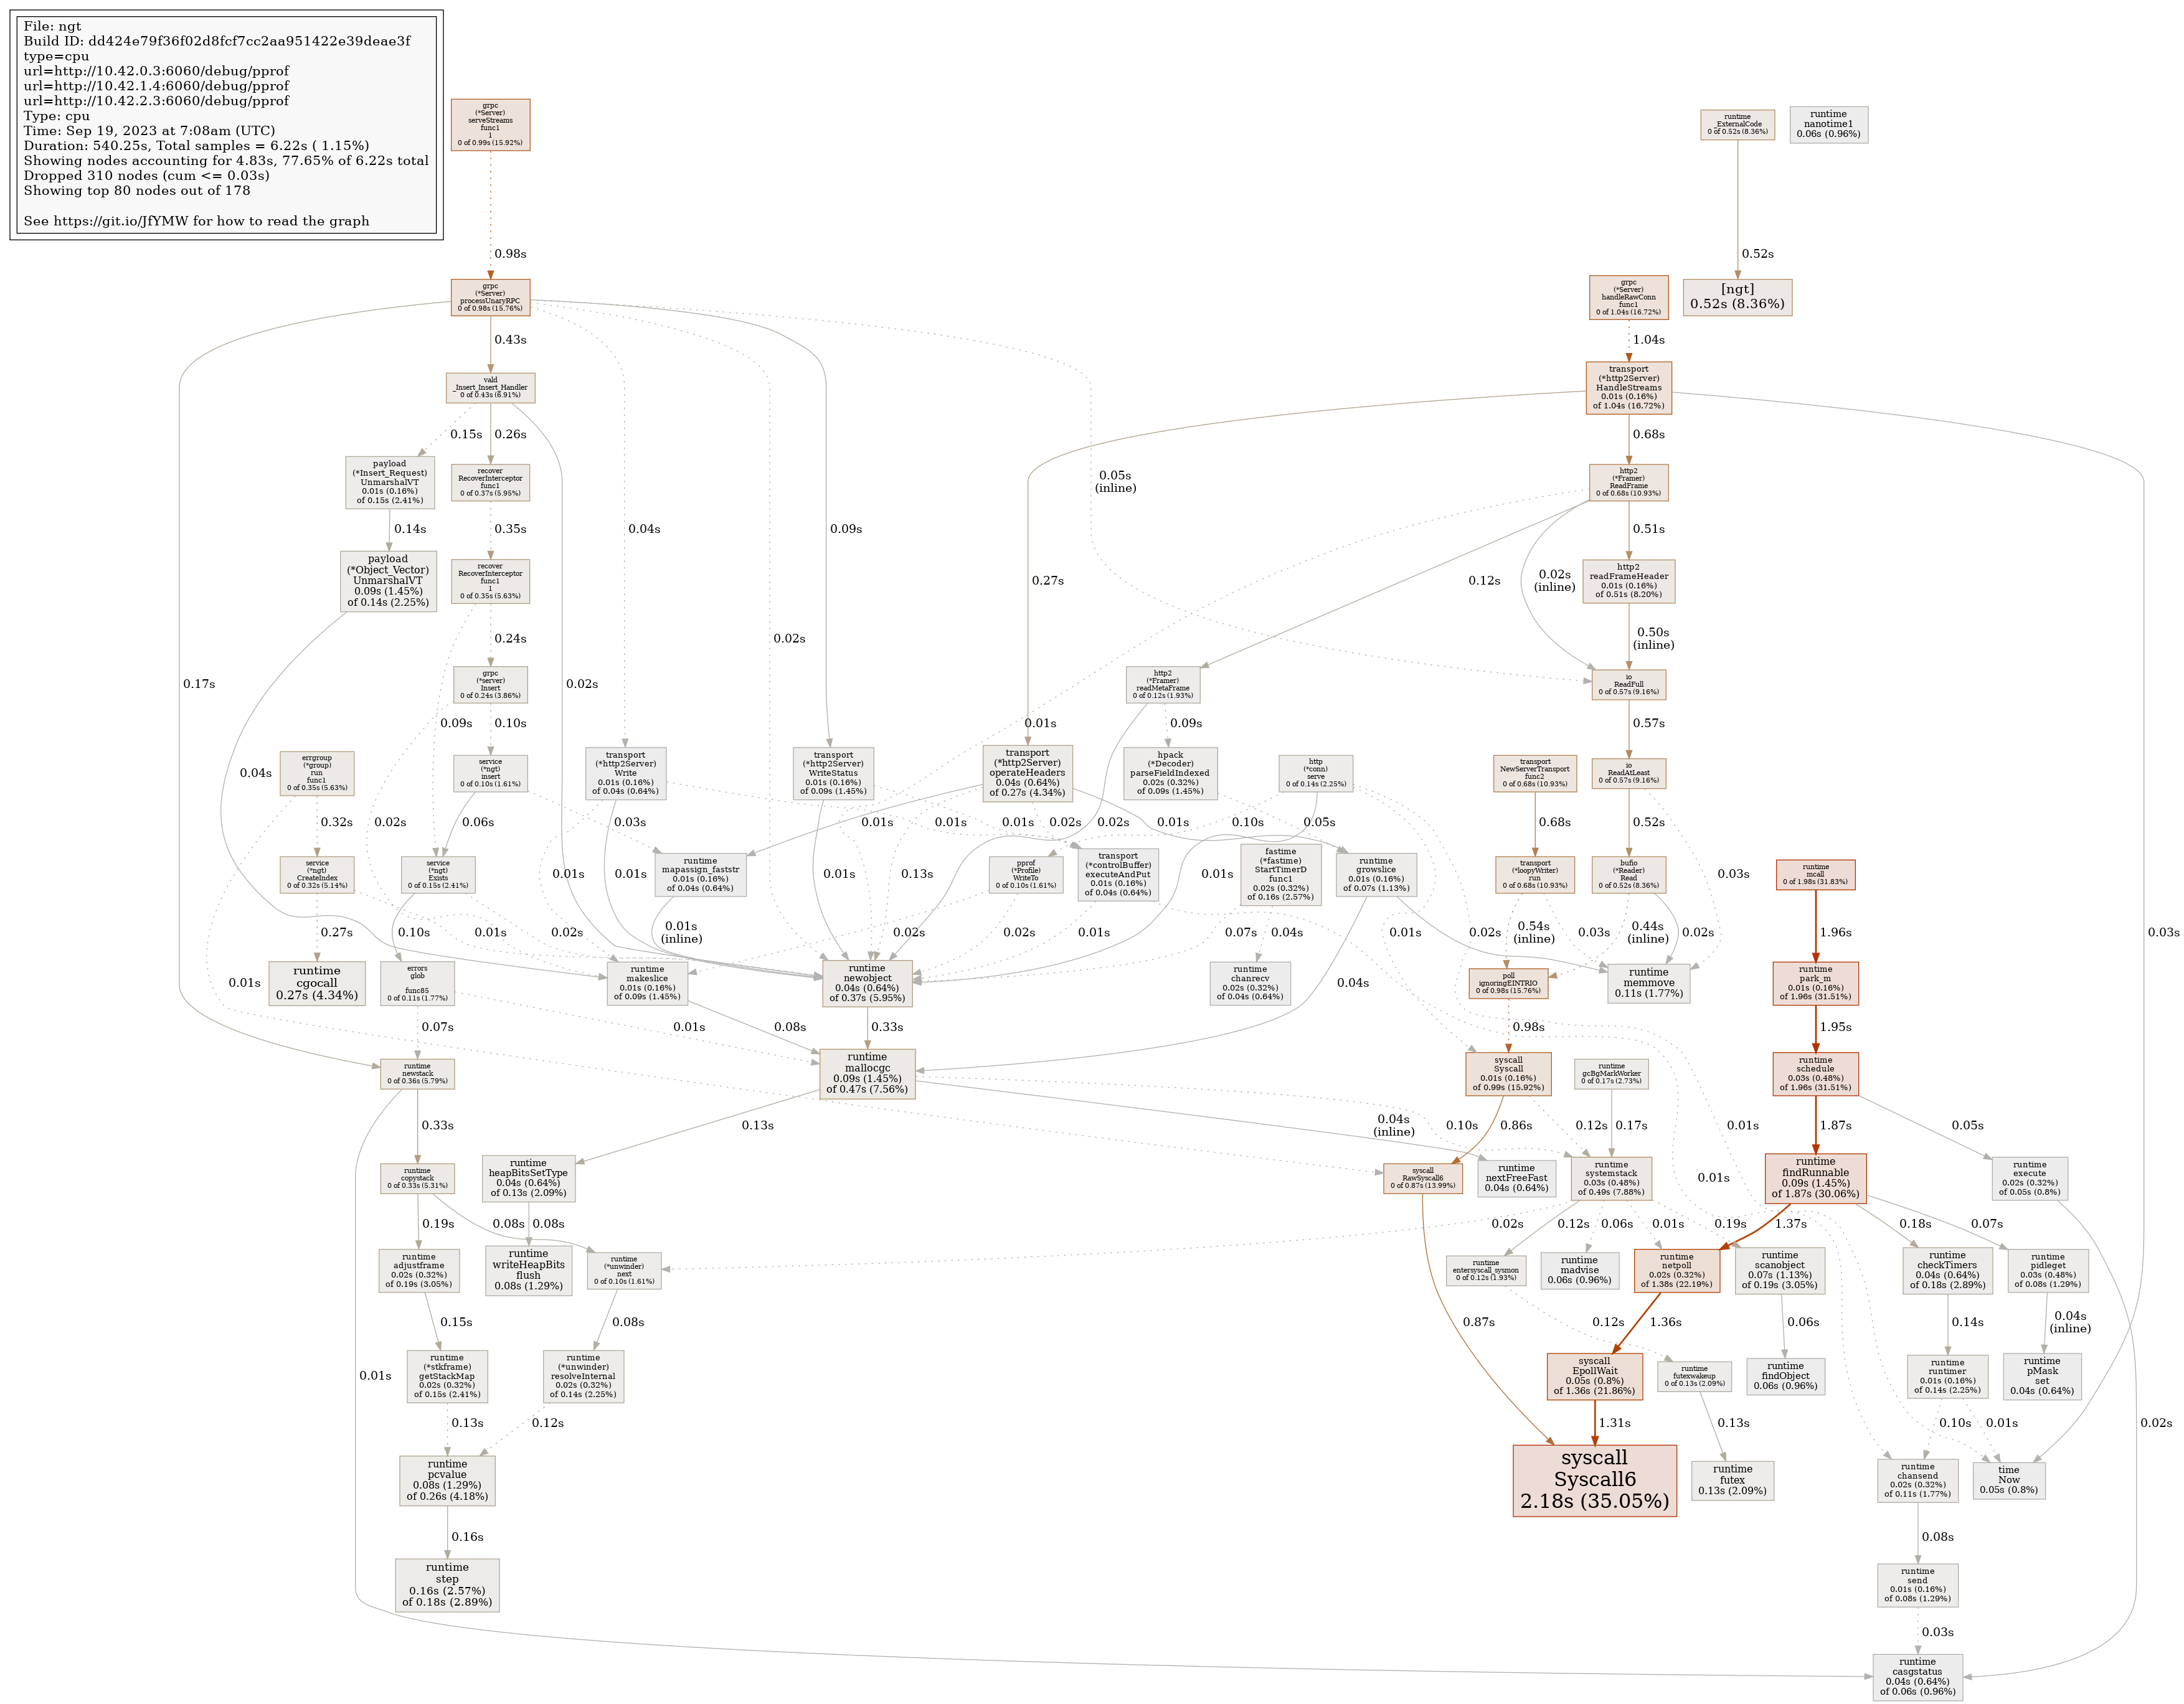 File: ngt
Build ID: dd424e79f36f02d8fcf7cc2aa951422e39deae3f
type=cpu
url=http://10.42.0.3:6060/debug/pprof
url=http://10.42.1.4:6060/debug/pprof
url=http://10.42.2.3:6060/debug/pprof
Type: cpu
Time: Sep 19, 2023 at 7:08am (UTC)
Duration: 540.25s, Total samples = 6.22s ( 1.15%)
Showing nodes accounting for 4.83s, 77.65% of 6.22s total
Dropped 310 nodes (cum <= 0.03s)
Showing top 80 nodes out of 178
See https://git.io/JfYMW for how to read the graph
grpc
(*Server)
serveStreams
func1
1
0 of 0.99s (15.92%)
runtime
_ExternalCode
0 of 0.52s (8.36%)
runtime
nanotime1
0.06s (0.96%)
0.98s
0.52s
grpc
(*Server)
processUnaryRPC
0 of 0.98s (15.76%)
grpc
(*Server)
handleRawConn
func1
0 of 1.04s (16.72%)
[ngt]
0.52s (8.36%)
0.43s
1.04s
vald
_Insert_Insert_Handler
0 of 0.43s (6.91%)
transport
(*http2Server)
HandleStreams
0.01s (0.16%)
of 1.04s (16.72%)
0.15s
0.26s
0.68s
payload
(*Insert_Request)
UnmarshalVT
0.01s (0.16%)
of 0.15s (2.41%)
recover
RecoverInterceptor
func1
0 of 0.37s (5.95%)
0.05s
(inline)
http2
(*Framer)
ReadFrame
0 of 0.68s (10.93%)
0.14s
0.35s
0.04s
0.09s
0.51s
payload
(*Object_Vector)
UnmarshalVT
0.09s (1.45%)
of 0.14s (2.25%)
recover
RecoverInterceptor
func1
1
0 of 0.35s (5.63%)
0.27s
0.12s
0.02s
(inline)
http2
readFrameHeader
0.01s (0.16%)
of 0.51s (8.20%)
0.24s
0.02s
0.50s
(inline)
0.17s
grpc
(*server)
Insert
0 of 0.24s (3.86%)
0.02s
http2
(*Framer)
readMetaFrame
0 of 0.12s (1.93%)
io
ReadFull
0 of 0.57s (9.16%)
0.03s
0.09s
0.10s
0.01s
0.09s
0.57s
0.04s
errgroup
(*group)
run
func1
0 of 0.35s (5.63%)
service
(*ngt)
insert
0 of 0.10s (1.61%)
transport
(*http2Server)
Write
0.01s (0.16%)
of 0.04s (0.64%)
transport
(*http2Server)
WriteStatus
0.01s (0.16%)
of 0.09s (1.45%)
transport
(*http2Server)
operateHeaders
0.04s (0.64%)
of 0.27s (4.34%)
hpack
(*Decoder)
parseFieldIndexed
0.02s (0.32%)
of 0.09s (1.45%)
http
(*conn)
serve
0 of 0.14s (2.25%)
transport
NewServerTransport
func2
0 of 0.68s (10.93%)
io
ReadAtLeast
0 of 0.57s (9.16%)
0.32s
0.02s
0.06s
0.03s
0.01s
0.01s
0.01s
0.02s
0.02s
0.01s
0.10s
0.05s
0.68s
0.52s
service
(*ngt)
CreateIndex
0 of 0.32s (5.14%)
service
(*ngt)
Exists
0 of 0.15s (2.41%)
runtime
mapassign_faststr
0.01s (0.16%)
of 0.04s (0.64%)
0.01s
0.01s
0.01s
0.13s
pprof
(*Profile)
WriteTo
0 of 0.10s (1.61%)
transport
(*controlBuffer)
executeAndPut
0.01s (0.16%)
of 0.04s (0.64%)
0.01s
fastime
(*fastime)
StartTimerD
func1
0.02s (0.32%)
of 0.16s (2.57%)
runtime
growslice
0.01s (0.16%)
of 0.07s (1.13%)
transport
(*loopyWriter)
run
0 of 0.68s (10.93%)
bufio
(*Reader)
Read
0 of 0.52s (8.36%)
0.03s
runtime
mcall
0 of 1.98s (31.83%)
0.27s
0.10s
0.01s
0.02s
0.01s
(inline)
0.02s
0.02s
0.01s
0.07s
0.04s
0.01s
0.02s
0.54s
(inline)
0.03s
0.44s
(inline)
0.02s
1.96s
0.01s
runtime
cgocall
0.27s (4.34%)
errors
glob
func85
0 of 0.11s (1.77%)
runtime
makeslice
0.01s (0.16%)
of 0.09s (1.45%)
runtime
newobject
0.04s (0.64%)
of 0.37s (5.95%)
runtime
chanrecv
0.02s (0.32%)
of 0.04s (0.64%)
0.04s
poll
ignoringEINTRIO
0 of 0.98s (15.76%)
runtime
memmove
0.11s (1.77%)
runtime
park_m
0.01s (0.16%)
of 1.96s (31.51%)
0.07s
0.01s
0.08s
0.33s
0.98s
1.95s
runtime
newstack
0 of 0.36s (5.79%)
runtime
mallocgc
0.09s (1.45%)
of 0.47s (7.56%)
syscall
Syscall
0.01s (0.16%)
of 0.99s (15.92%)
runtime
gcBgMarkWorker
0 of 0.17s (2.73%)
runtime
schedule
0.03s (0.48%)
of 1.96s (31.51%)
0.33s
0.13s
0.04s
(inline)
0.10s
0.86s
0.12s
0.17s
0.01s
1.87s
0.05s
runtime
copystack
0 of 0.33s (5.31%)
runtime
heapBitsSetType
0.04s (0.64%)
of 0.13s (2.09%)
syscall
RawSyscall6
0 of 0.87s (13.99%)
runtime
nextFreeFast
0.04s (0.64%)
runtime
systemstack
0.03s (0.48%)
of 0.49s (7.88%)
0.01s
runtime
findRunnable
0.09s (1.45%)
of 1.87s (30.06%)
runtime
execute
0.02s (0.32%)
of 0.05s (0.8%)
0.19s
0.08s
0.08s
0.02s
0.12s
0.06s
0.01s
0.19s
1.37s
0.18s
0.07s
runtime
adjustframe
0.02s (0.32%)
of 0.19s (3.05%)
runtime
writeHeapBits
flush
0.08s (1.29%)
runtime
(*unwinder)
next
0 of 0.10s (1.61%)
runtime
entersyscall_sysmon
0 of 0.12s (1.93%)
runtime
madvise
0.06s (0.96%)
runtime
netpoll
0.02s (0.32%)
of 1.38s (22.19%)
runtime
scanobject
0.07s (1.13%)
of 0.19s (3.05%)
runtime
checkTimers
0.04s (0.64%)
of 0.18s (2.89%)
runtime
pidleget
0.03s (0.48%)
of 0.08s (1.29%)
0.15s
0.08s
0.87s
0.12s
1.36s
0.06s
0.14s
0.04s
(inline)
0.01s
runtime
(*stkframe)
getStackMap
0.02s (0.32%)
of 0.15s (2.41%)
runtime
(*unwinder)
resolveInternal
0.02s (0.32%)
of 0.14s (2.25%)
syscall
EpollWait
0.05s (0.8%)
of 1.36s (21.86%)
runtime
futexwakeup
0 of 0.13s (2.09%)
runtime
findObject
0.06s (0.96%)
runtime
runtimer
0.01s (0.16%)
of 0.14s (2.25%)
runtime
pMask
set
0.04s (0.64%)
0.13s
0.12s
1.31s
0.13s
0.10s
0.01s
0.02s
runtime
pcvalue
0.08s (1.29%)
of 0.26s (4.18%)
syscall
Syscall6
2.18s (35.05%)
runtime
futex
0.13s (2.09%)
runtime
chansend
0.02s (0.32%)
of 0.11s (1.77%)
time
Now
0.05s (0.8%)
0.16s
0.08s
runtime
step
0.16s (2.57%)
of 0.18s (2.89%)
runtime
send
0.01s (0.16%)
of 0.08s (1.29%)
0.03s
runtime
casgstatus
0.04s (0.64%)
of 0.06s (0.96%)